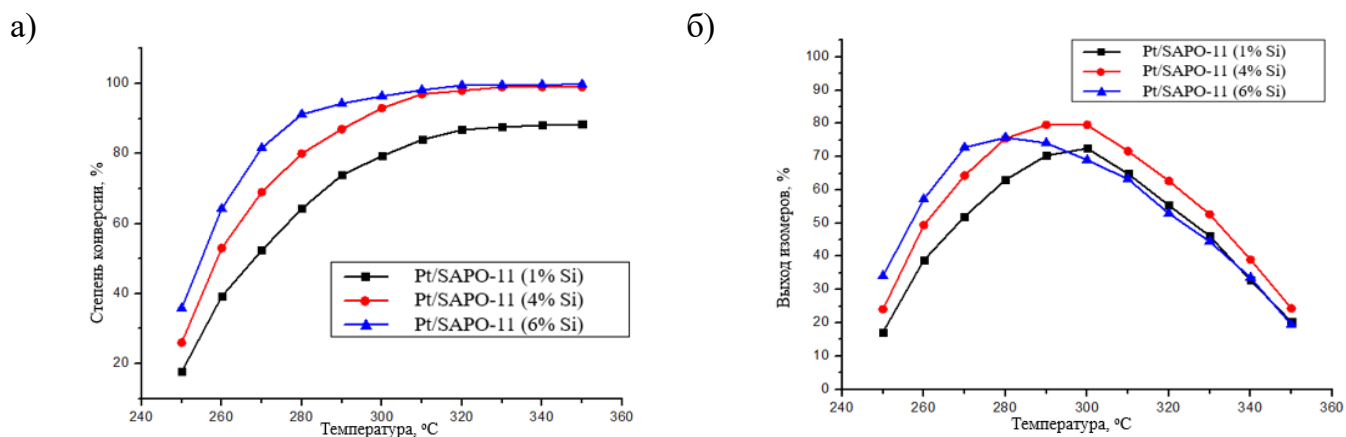 а)
Степень конверсии, %
100
80
60
40
20
240
260
280
300
320
340
360
Температура, °C
Pt/SAPO-11 (1% Si)
Pt/SAPO-11 (4% Si)
Pt/SAPO-11 (6% Si)
б)
Выход изомеров, %
100
90
80
70
60
50
40
30
20
10
0
240
260
280
300
320
340
360
Температура, °C
Pt/SAPO-11 (1% Si)
Pt/SAPO-11 (4% Si)
Pt/SAPO-11 (6% Si)